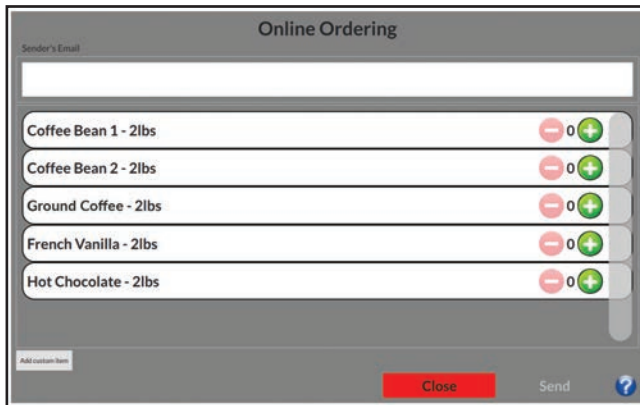 Online Ordering
Sender's Email
Coffee Bean 1 - 2lbs 0
Coffee Bean 2 - 2lbs 0
Ground Coffee - 2lbs 0
French Vanilla - 2lbs 0
Hot Chocolate - 2lbs 0
Add custom item
Close Send ?